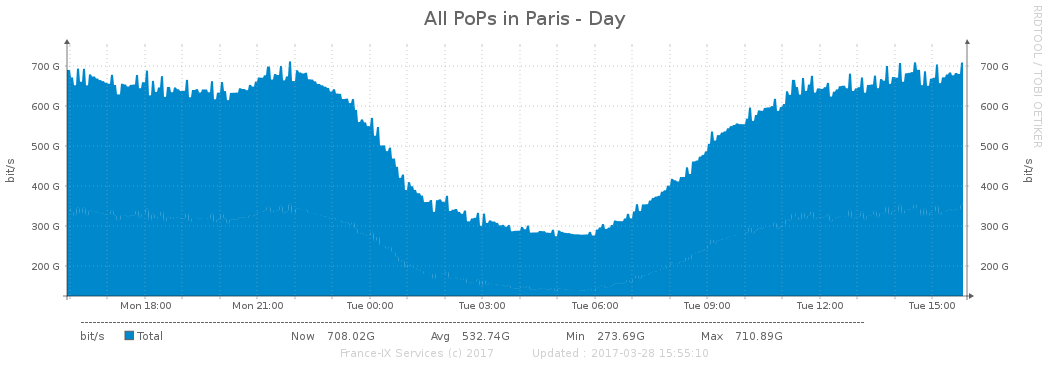 All PoPs in Paris - Day
RRDTOOL / TOBI OETIKER
bit/s
700 G
600 G
500 G
400 G
300 G
200 G
700 G
600 G
500 G
400 G
300 G
200 G
bit/s
Mon 18:00 Mon 21:00 Tue 00:00 Tue 03:00 Tue 06:00 Tue 09:00 Tue 12:00 Tue 15:00
bit/s Total Now 708.02G Avg 532.74G Min 273.69G Max 710.89G
France-IX Services (c) 2017 Updated : 2017-03-28 15:55:10